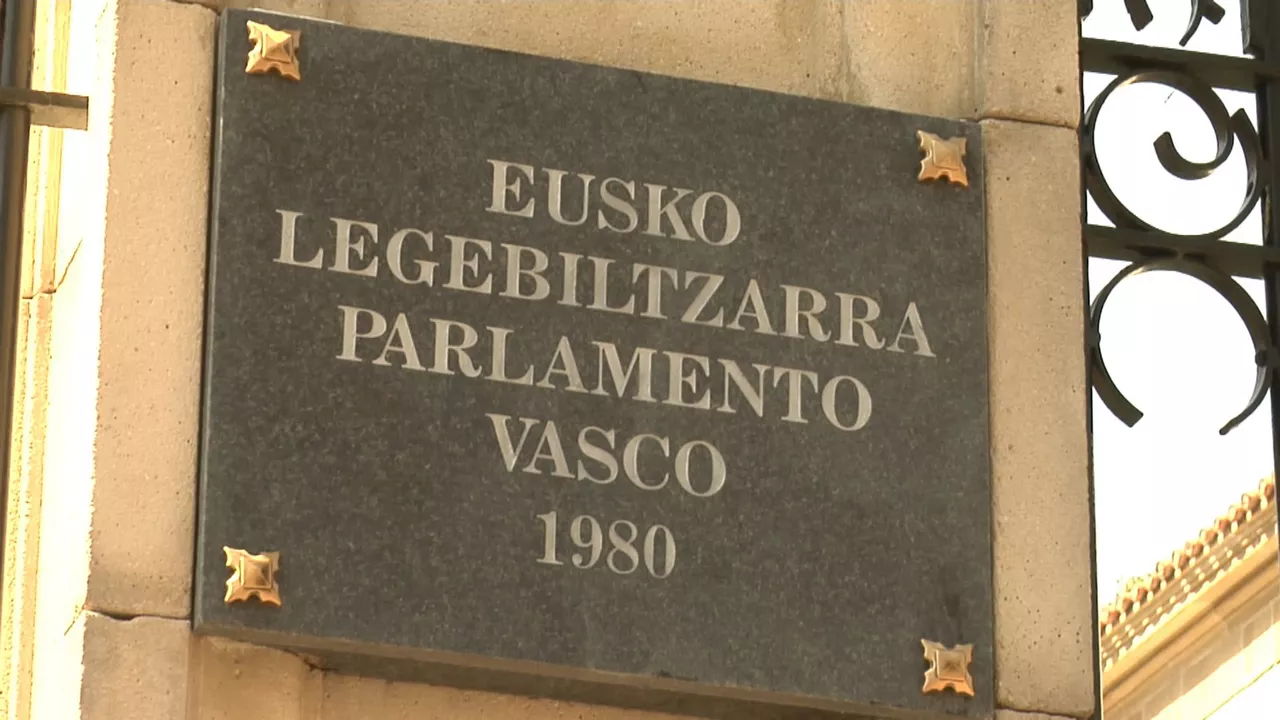 EUSKO
LEGEBILTZARRA
PARLAMENTO
VASCO
1980